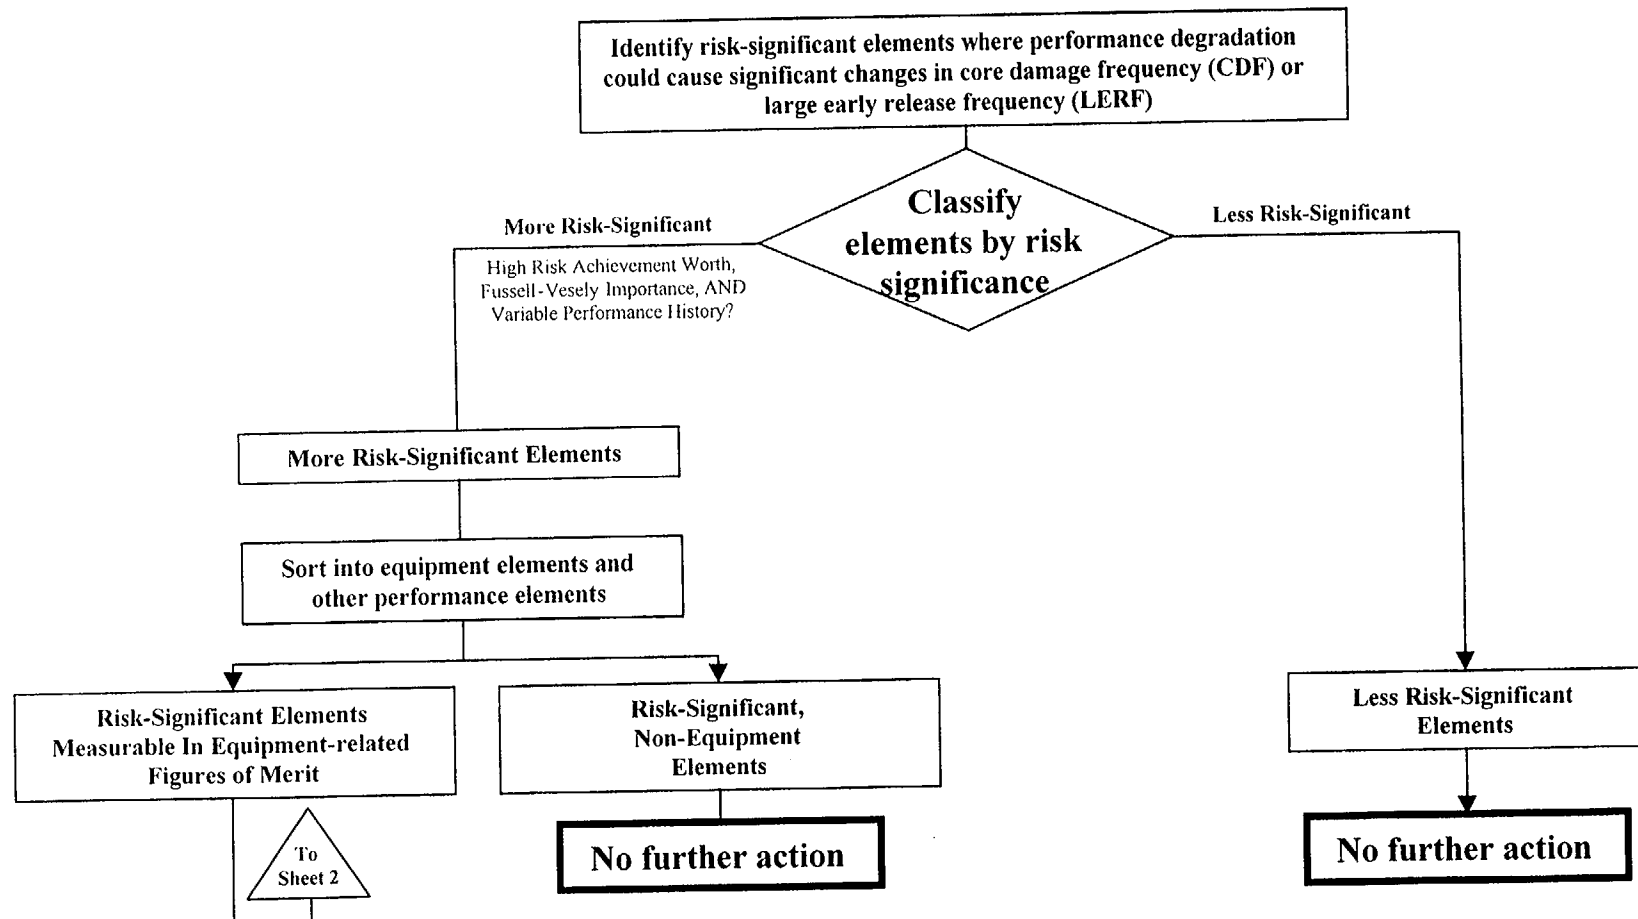 Identify risk-significant elements where performance degradation
could cause significant changes in core damage frequency (CDF) or
large early release frequency (LERF)
Classify
elements by risk
significance
More Risk-Significant
High Risk Achievement Worth,
Fussell-Vesely Importance, AND
Variable Performance History?
Less Risk-Significant
More Risk-Significant Elements
Sort into equipment elements and
other performance elements
Risk-Significant Elements
Measurable In Equipment-related
Figures of Merit
Risk-Significant,
Non-Equipment
Elements
Less Risk-Significant
Elements
To
Sheet 2
No further action
No further action